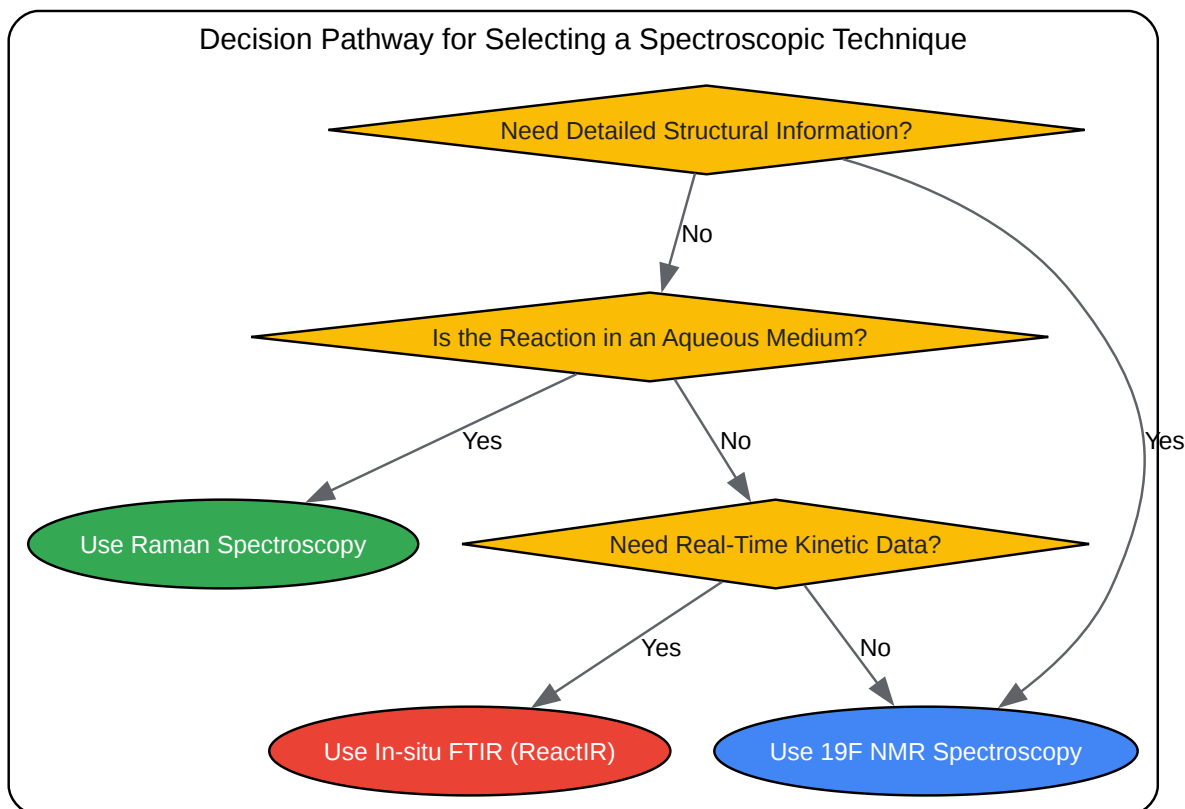 Decision Pathway for Selecting a Spectroscopic Technique
Need Detailed Structural Information?
No
Is the Reaction in an Aqueous Medium?
Yes
No
Yes
Use Raman Spectroscopy
Need Real-Time Kinetic Data?
Yes
No
Use In-situ FTIR (ReactIR)
Use 19F NMR Spectroscopy